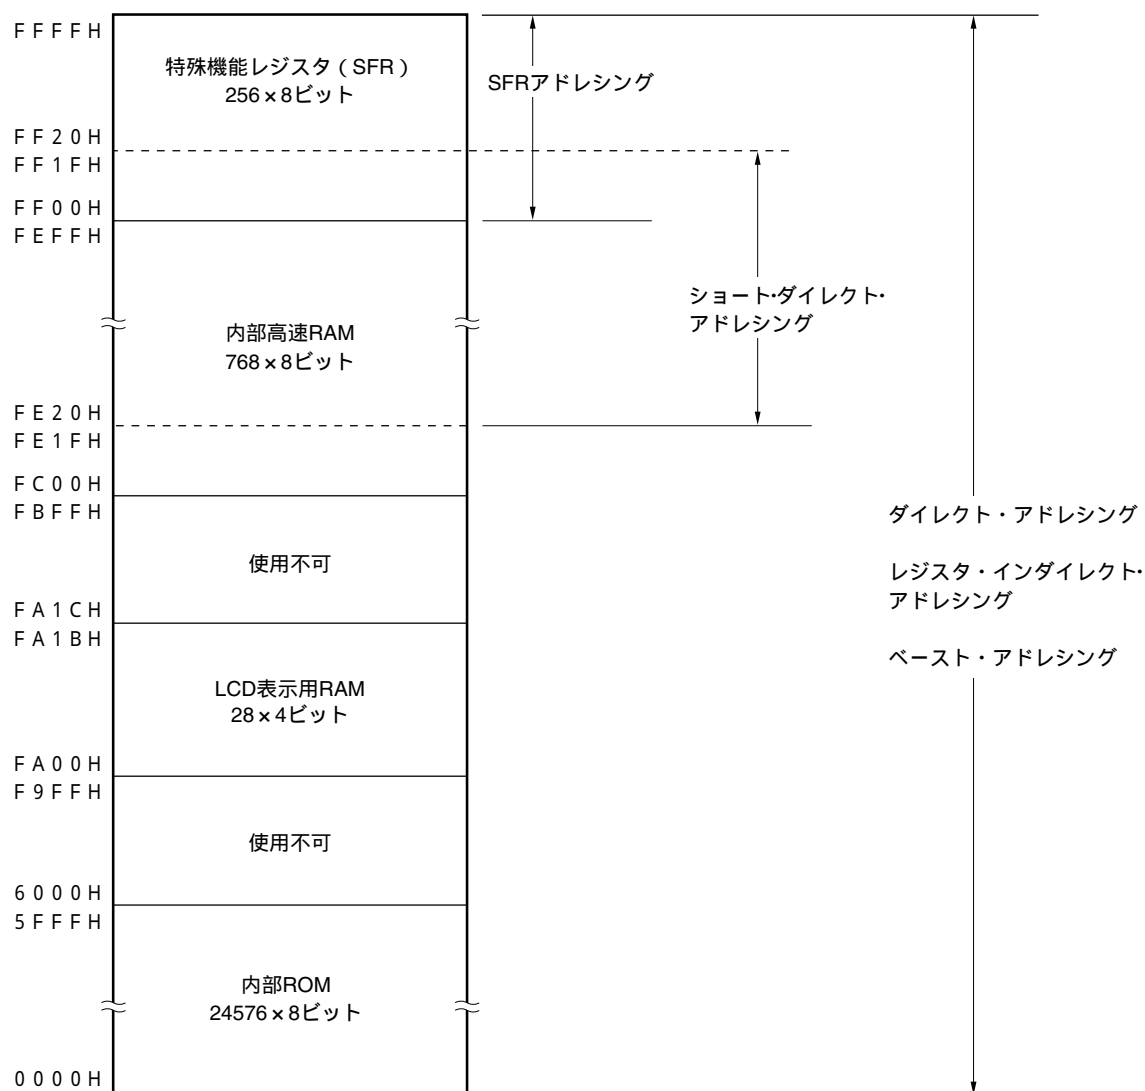 FFFFH
特殊機能レジスタ（SFR）
256×8ビット
SFRアドレシング
FF20H
FF1FH
FF00H
FEFFH
ショート・ダイレクト・
アドレシング
内部高速RAM
768×8ビット
FE20H
FE1FH
FC00H
FBFFH
ダイレクト・アドレシング
使用不可
レジスタ・インダイレクト・
アドレシング
FA1CH
FA1BH
ベースト・アドレシング
LCD表示用RAM
28×4ビット
FA00H
F9FFH
使用不可
6000H
5FFFH
内部ROM
24576×8ビット
0000H